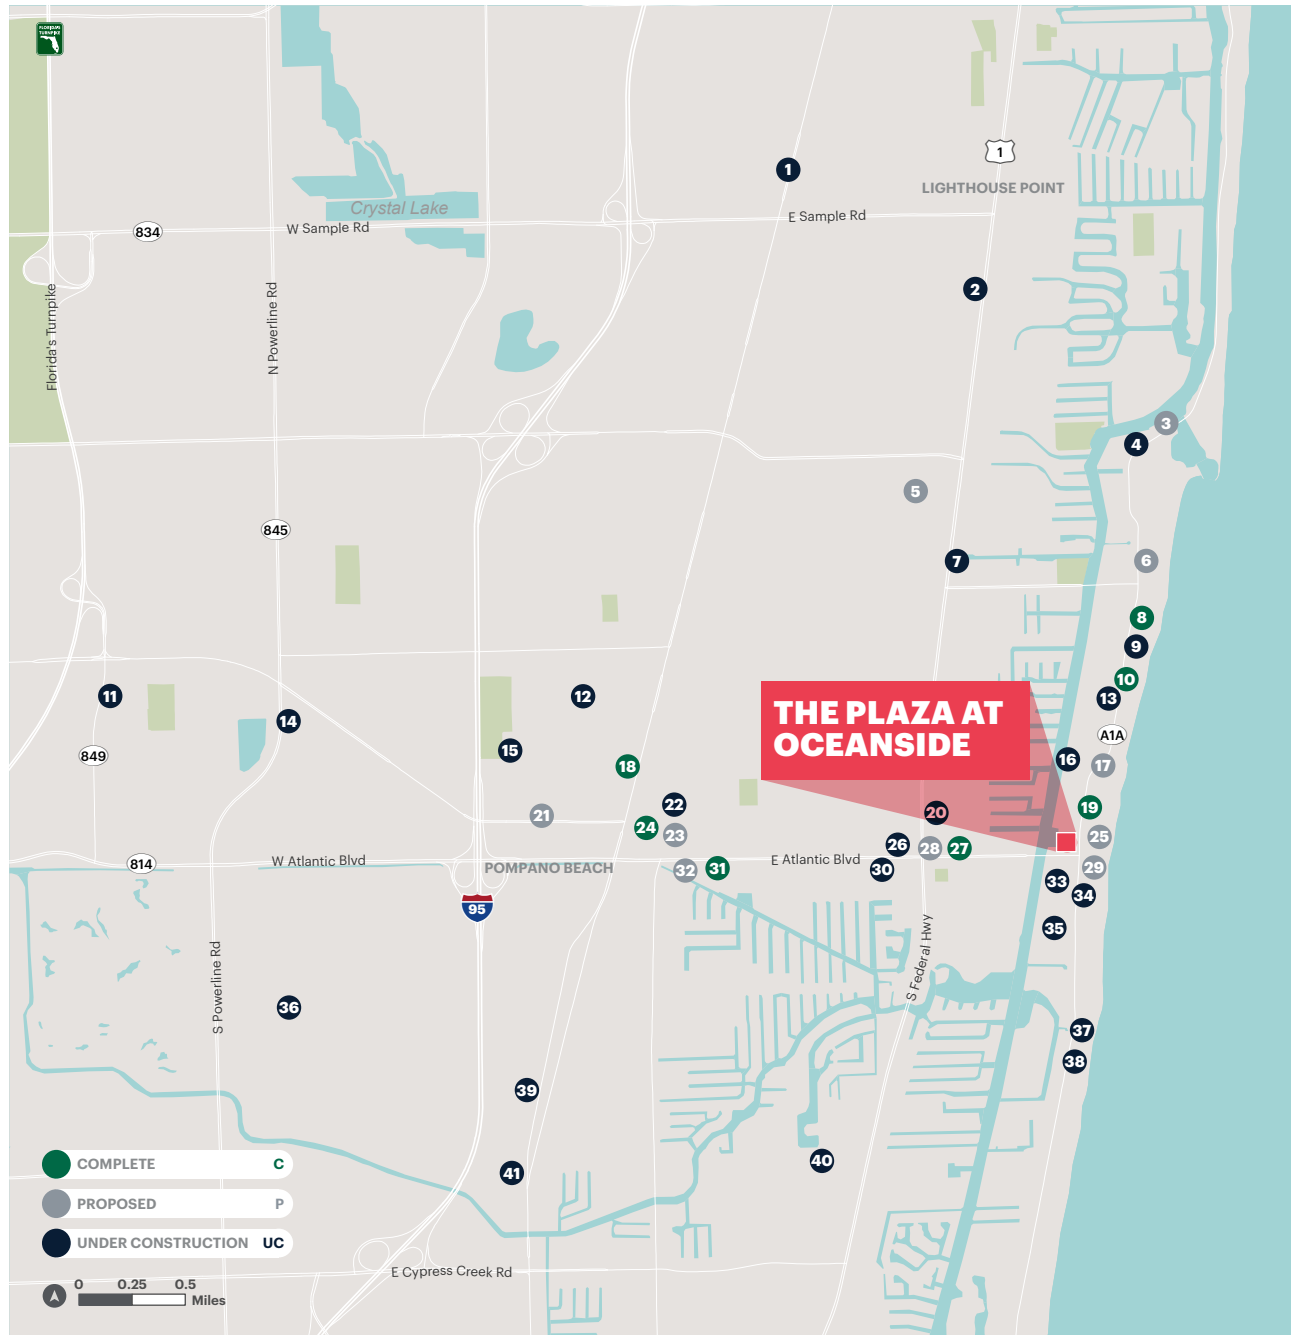 FLORIDA'S
TURNPIKE
1
1
LIGHTHOUSE POINT
Crystal Lake
E Sample Rd
W Sample Rd
834
Florida's Turnpike
N Powerline Rd
2
3
4
5
845
7
6
8
9
10
11
12
13
14
THE PLAZA AT
OCEANSIDE
A1A
15
849
16
17
18
22
19
20
21
24
23
25
26
28
27
814
W Atlantic Blvd
POMPANO BEACH
E Atlantic Blvd
32
31
30
29
33
34
95
35
S Federal Hwy
S Powerline Rd
36
37
38
39
40
41
COMPLETE C
PROPOSED P
UNDER CONSTRUCTION UC
E Cypress Creek Rd
0 0.25 0.5
Miles